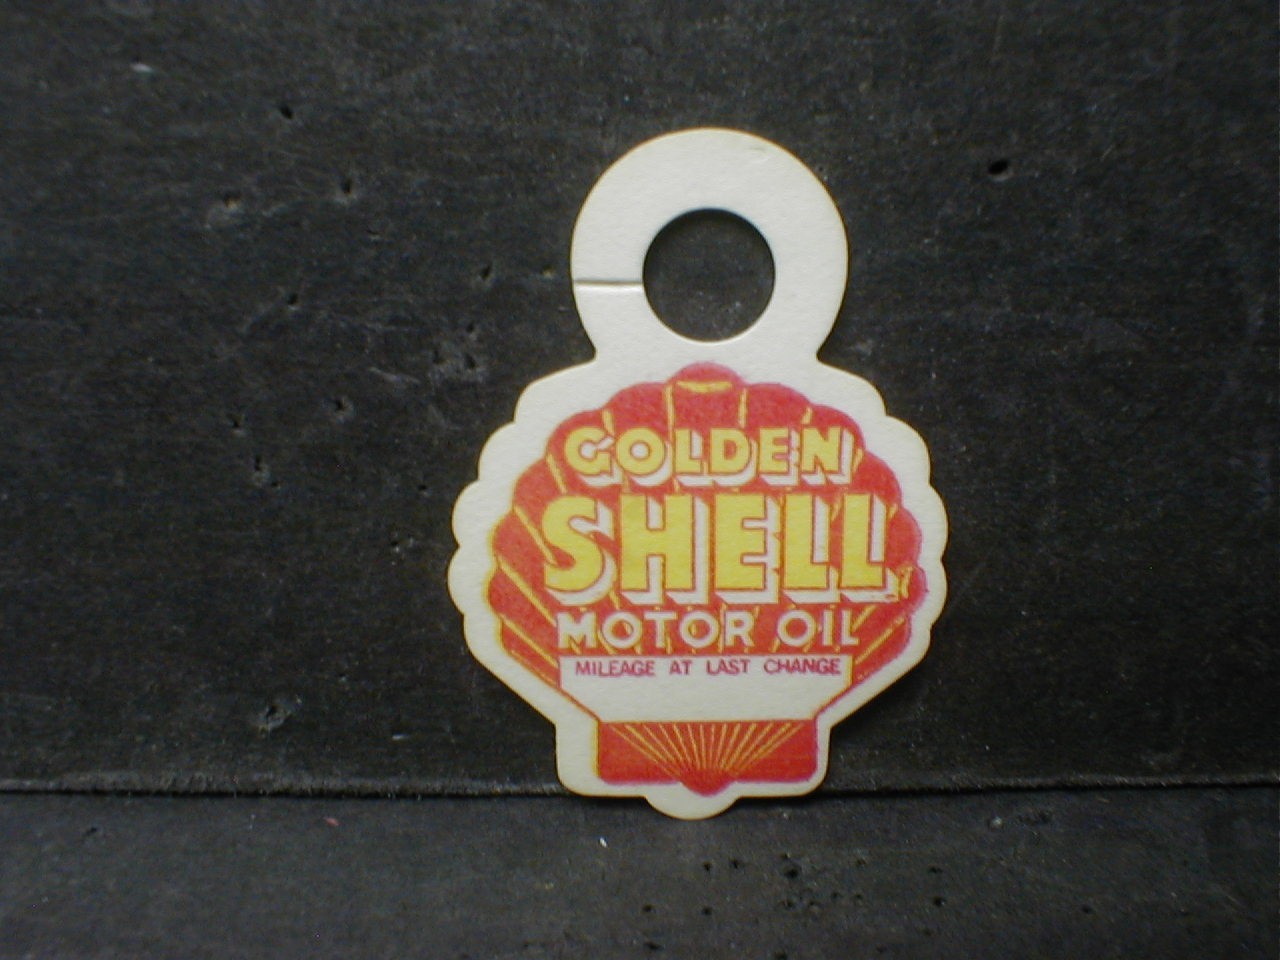 GOLDEN
SHELL
MOTOR OIL
MILEAGE AT LAST CHANGE